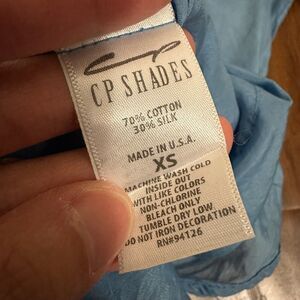 CP SHADES
70% COTTON
30% SILK
MADE IN U.S.A.
XS
MACHINE WASH COLD
INSIDE OUT
WITH LIKE COLORS
NON-CHLORINE
BLEACH ONLY
TUMBLE DRY LOW
DO NOT IRON DECORATION
RN#94126